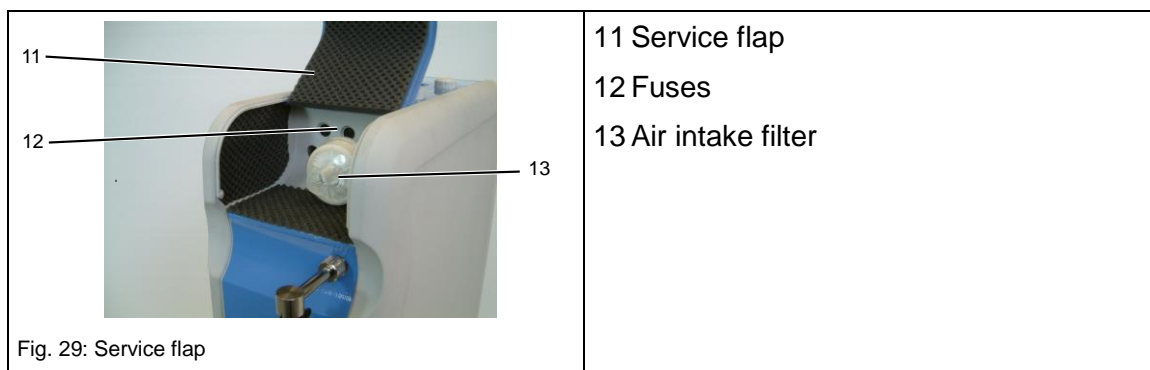 11
12
13
Fig. 29: Service flap
11 Service flap
12 Fuses
13 Air intake filter